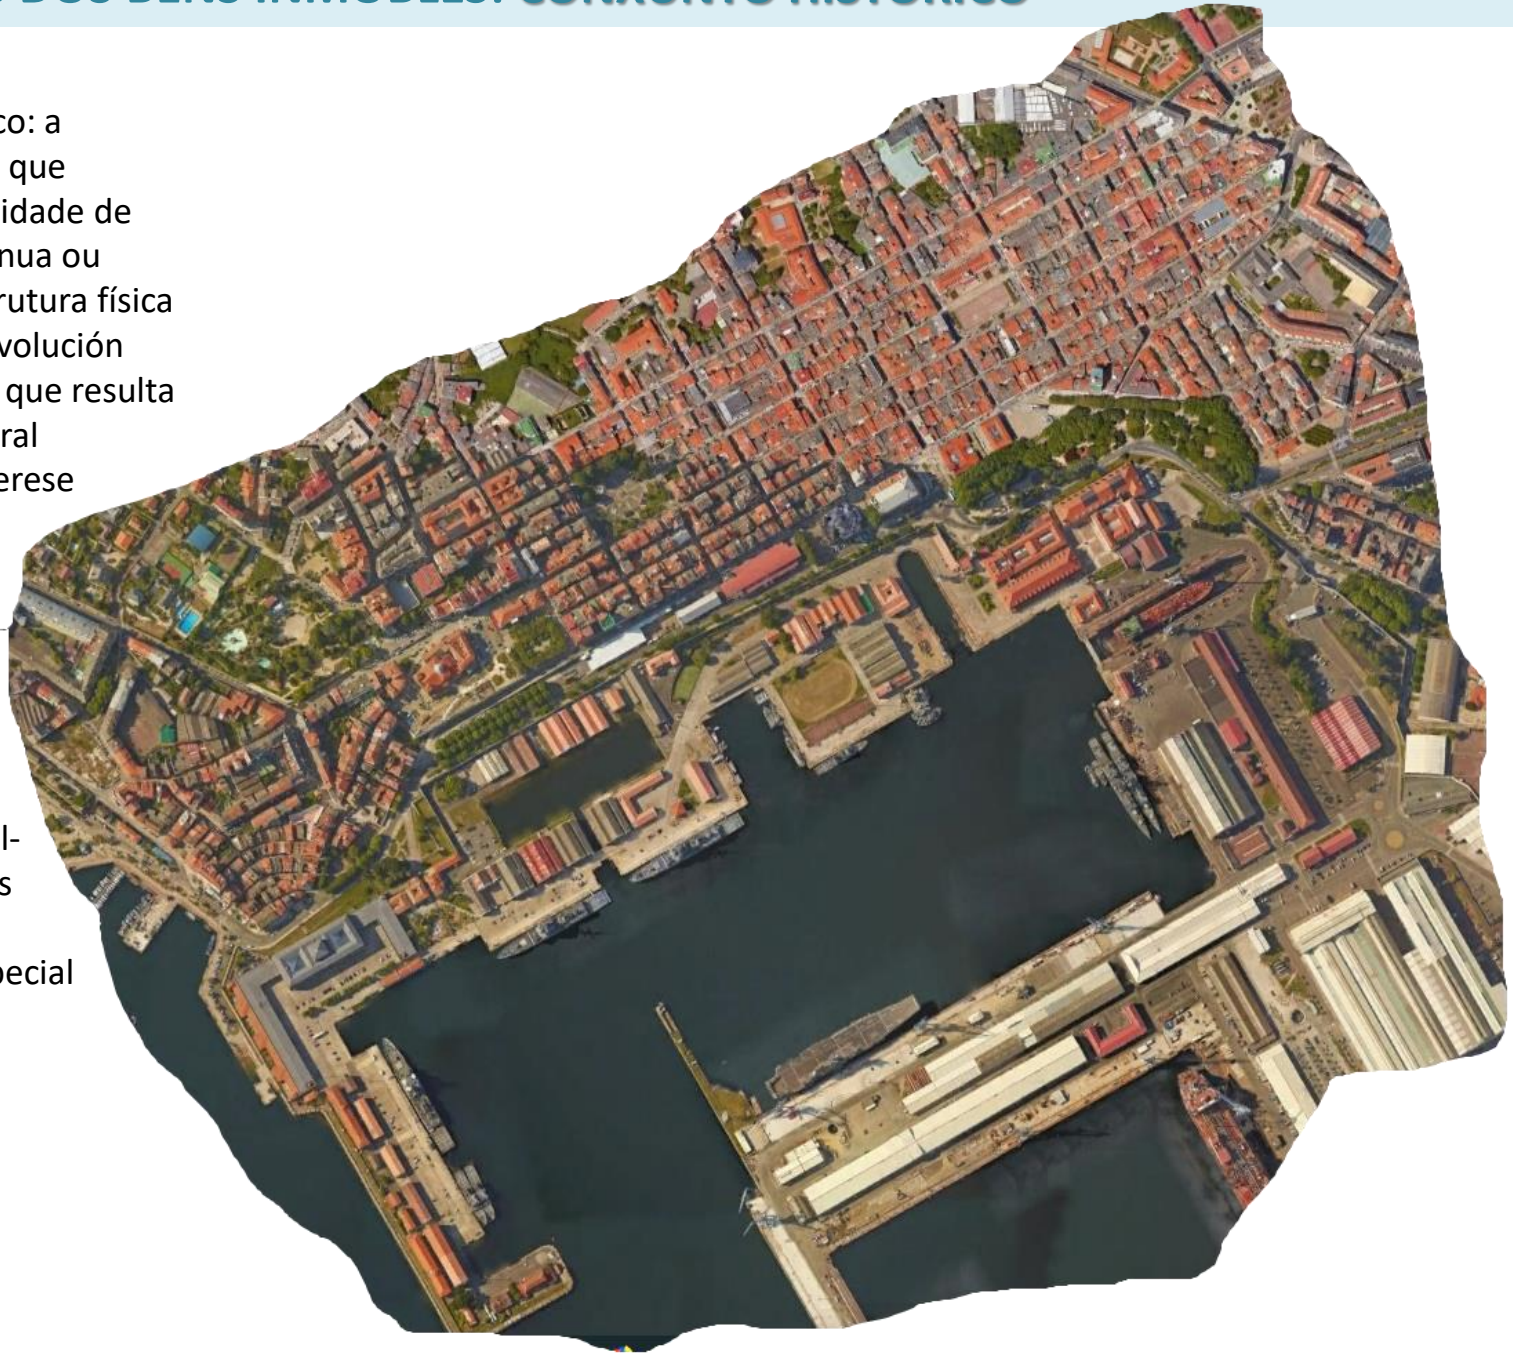 DOS BENS INMOBLES: CONXUNTO HISTÓRICO
co: a
que
idade de
nua ou
rutura física
volución
que resulta
ral
erese
l-
s
pecial